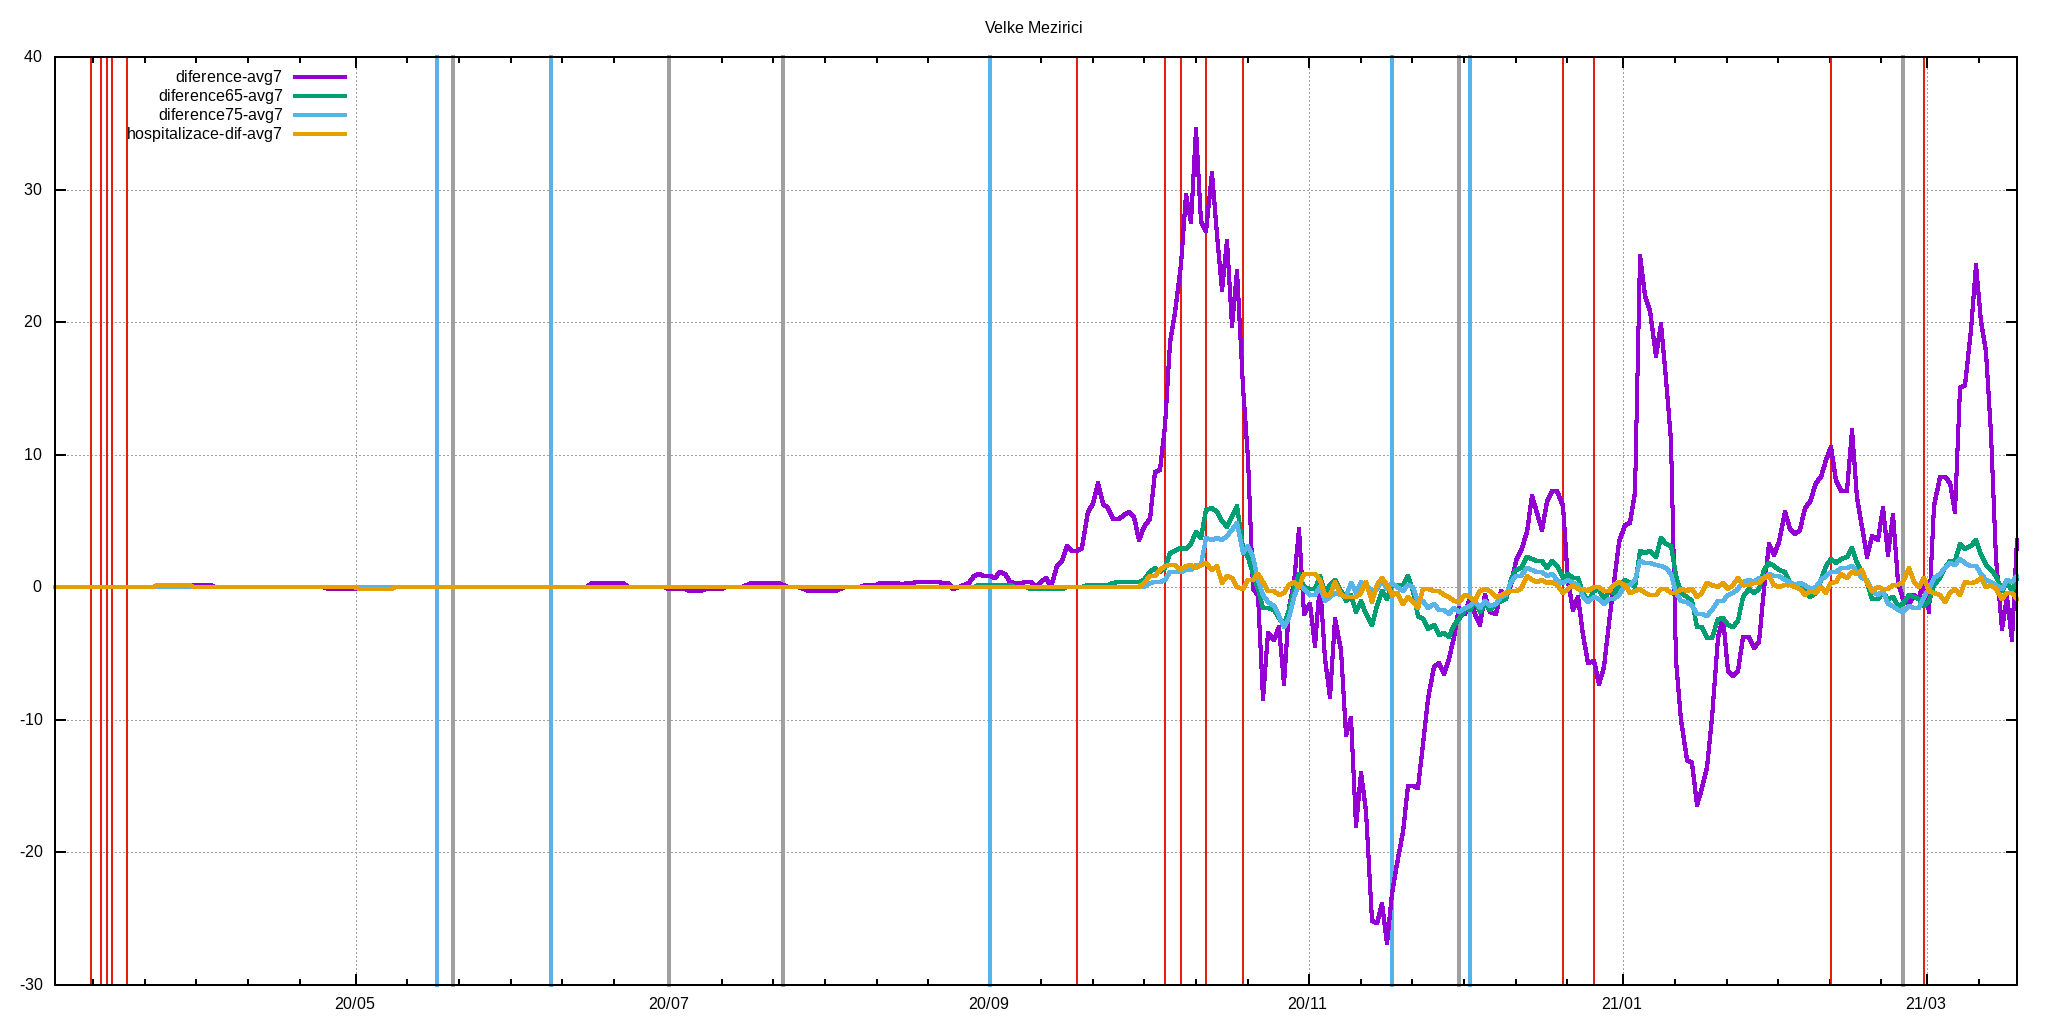 Velke Mezirici
diference-avg7
diference65-avg7
diference75-avg7
hospitalizace-dif-avg7
40
30
20
10
0
-10
-20
-30
20/05
20/07
20/09
20/11
21/01
21/03